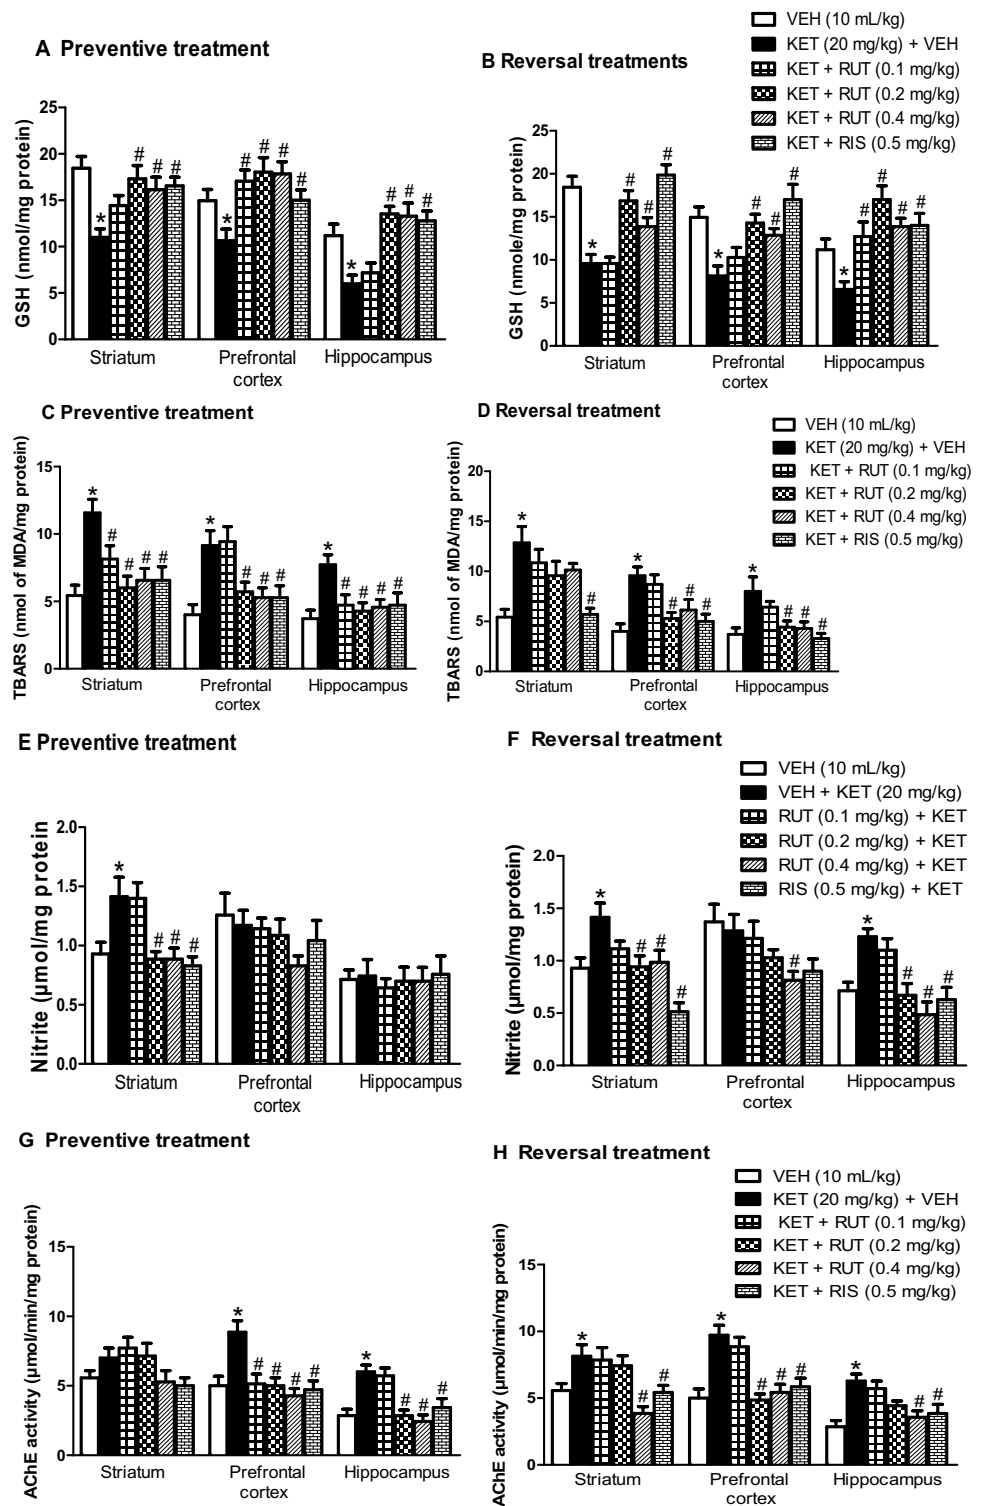 VEH (10 mL/kg)
KET (20 mg/kg) + VEH
KET + RUT (0.1 mg/kg)
KET + RUT (0.2 mg/kg)
KET + RUT (0.4 mg/kg)
KET + RIS (0.5 mg/kg)
A Preventive treatment
GSH (nmol/mg protein)
25
20
15
10
5
0
*
#
#
#
*
#
#
#
#
*
#
#
#
Striatum
Prefrontal
cortex
Hippocampus
B Reversal treatments
GSH (nmole/mg protein)
25
20
15
10
5
0
*
#
#
#
*
#
#
#
*
#
#
#
#
Striatum
Prefrontal
cortex
Hippocampus
C Preventive treatment
TBARS (nmol of MDA/mg protein)
15
10
5
0
*
#
#
#
#
*
#
#
#
*
#
#
#
#
Striatum
Prefrontal
cortex
Hippocampus
D Reversal treatment
VEH (10 mL/kg)
KET (20 mg/kg) + VEH
KET + RUT (0.1 mg/kg)
KET + RUT (0.2 mg/kg)
KET + RUT (0.4 mg/kg)
KET + RIS (0.5 mg/kg)
TBARS (nmol of MDA/mg protein)
20
15
10
5
0
*
#
*
#
#
#
*
#
#
#
Striatum
Prefrontal
cortex
Hippocampus
E Preventive treatment
Nitrite (µmol/mg protein
2.0
1.5
1.0
0.5
0.0
*
#
#
#
Striatum
Prefrontal
cortex
Hippocampus
F Reversal treatment
VEH (10 mL/kg)
VEH + KET (20 mg/kg)
RUT (0.1 mg/kg) + KET
RUT (0.2 mg/kg) + KET
RUT (0.4 mg/kg) + KET
RIS (0.5 mg/kg) + KET
Nitrite (µmol/mg protein)
2.0
1.5
1.0
0.5
0.0
*
#
#
#
#
*
#
#
#
Striatum
Prefrontal
cortex
Hippocampus
G Preventive treatment
AChE activity (µmol/min/mg protein)
15
10
5
0
*
#
#
#
#
*
#
#
#
Striatum
Prefrontal
cortex
Hippocampus
H Reversal treatment
VEH (10 mL/kg)
KET (20 mg/kg) + VEH
KET + RUT (0.1 mg/kg)
KET + RUT (0.2 mg/kg)
KET + RUT (0.4 mg/kg)
KET + RIS (0.5 mg/kg)
AChE activity (µmol/min/mg protein)
15
10
5
0
*
#
#
*
#
#
#
*
#
#
Striatum
Prefrontal
cortex
Hippocampus